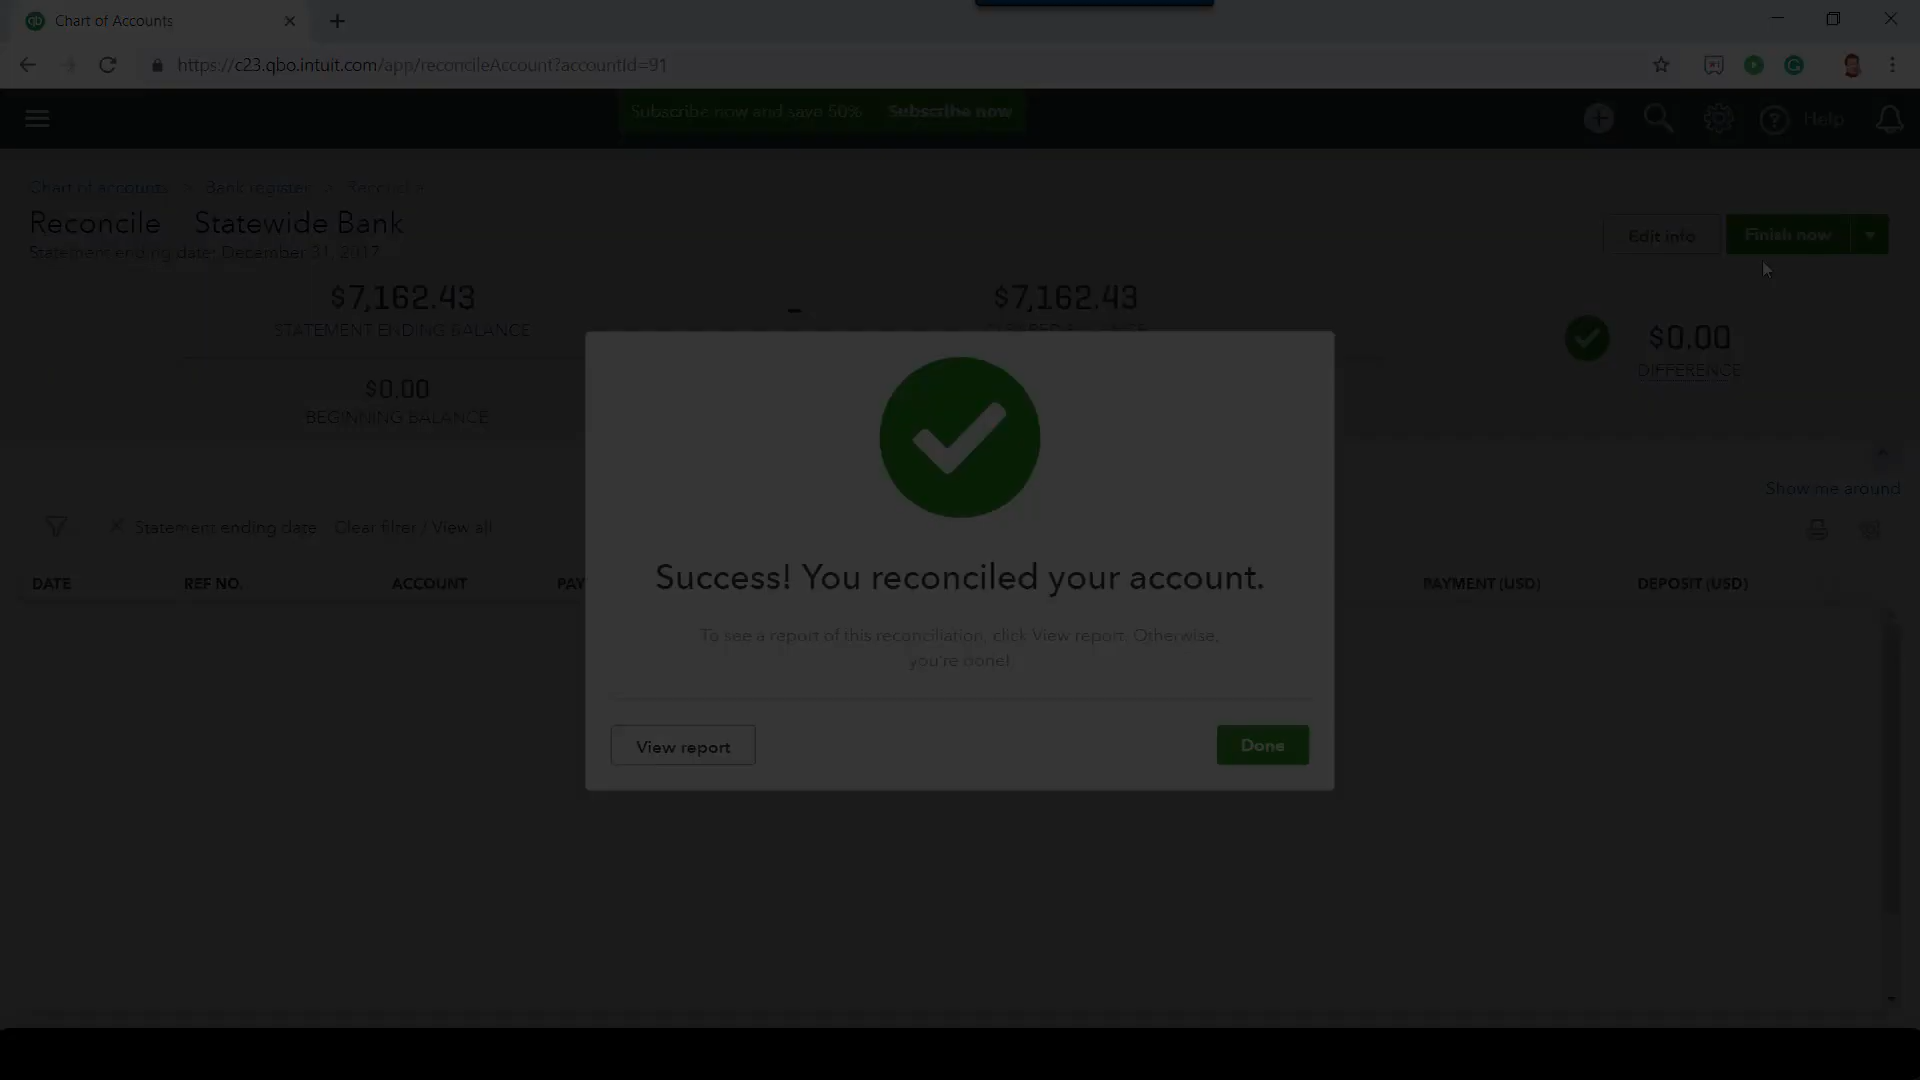 Chart of Accounts
https://c23.qbo.intuit.com/app/reconcileAccount?accountId=91
Subscribe now and save 50% Subscribe now
Help
Chart of accounts > Bank register > Reconcile
Reconcile Statewide Bank
Statement ending date: December 31, 2017
Edit info Finish now
$7,162.43 - $7,162.43
STATEMENT ENDING BALANCE CLEARED BALANCE
$0.00
DIFFERENCE
$0.00
BEGINNING BALANCE
Show me around
Statement ending date Clear filter / View all
DATE REF NO. ACCOUNT PAY PAYMENT (USD) DEPOSIT (USD)
Success! You reconciled your account.
To see a report of this reconciliation, click View report. Otherwise,
you're done!
View report Done